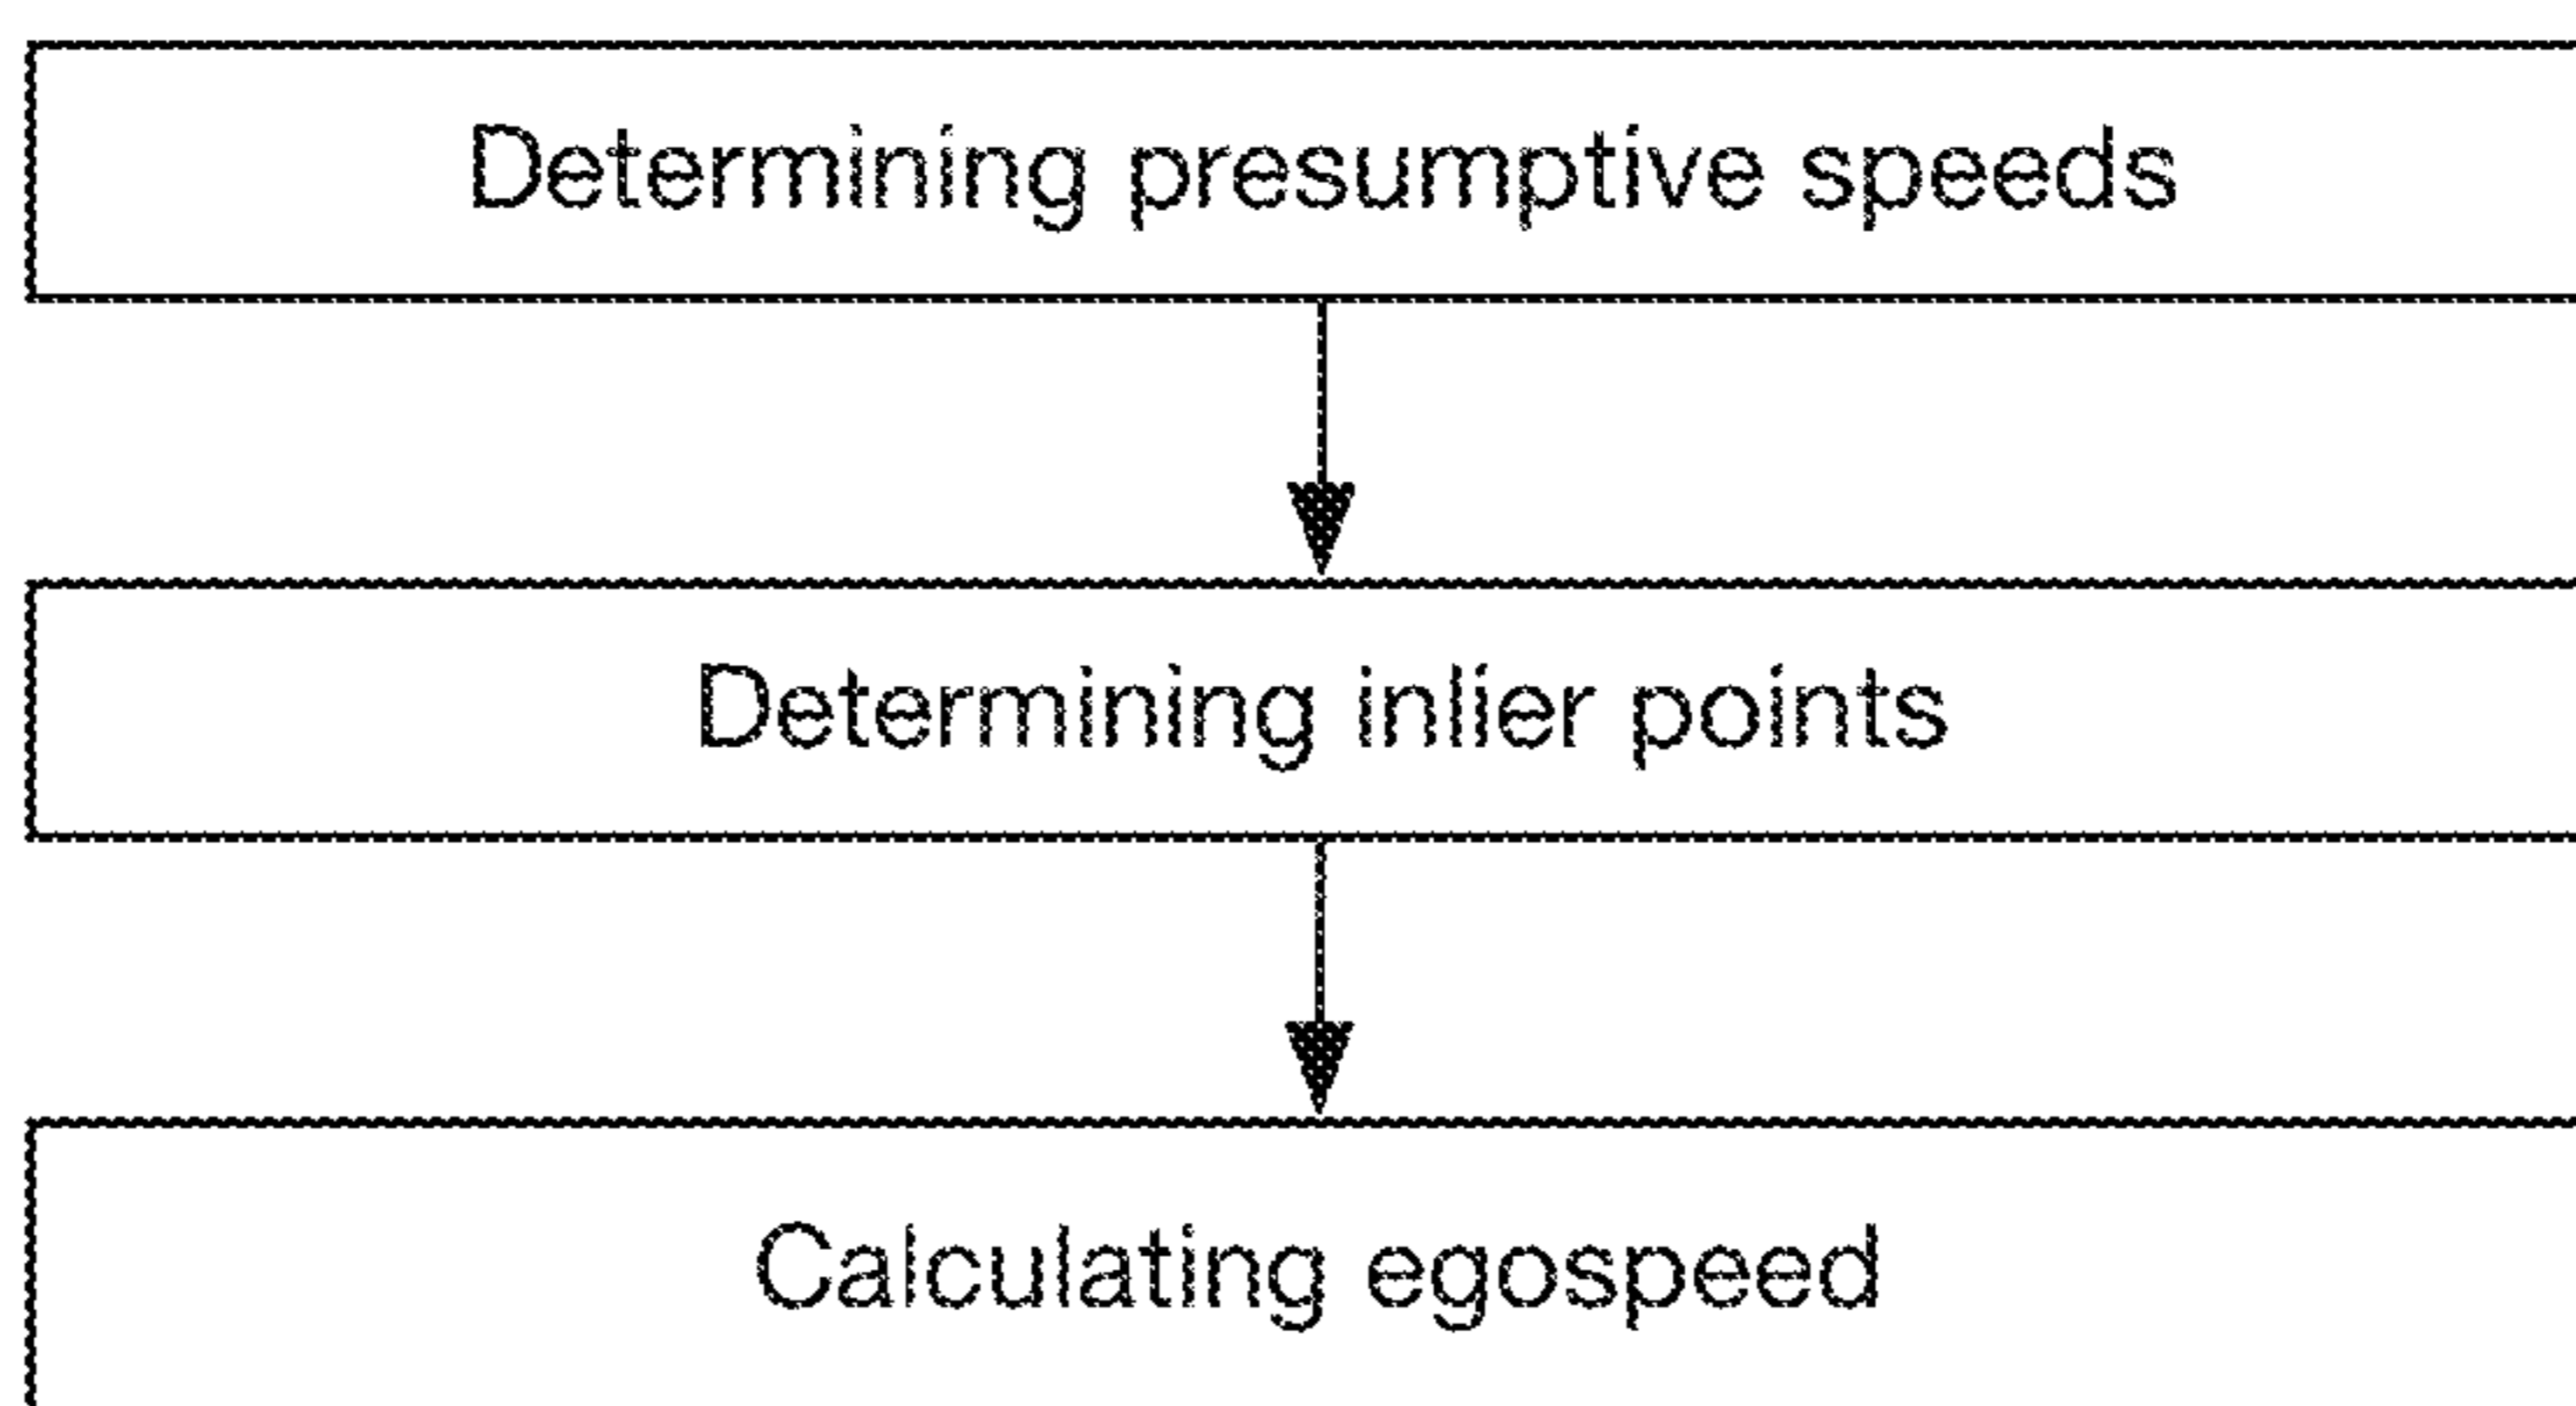 Determining presumptive speeds
Determining inlier points
Calculating egospeed